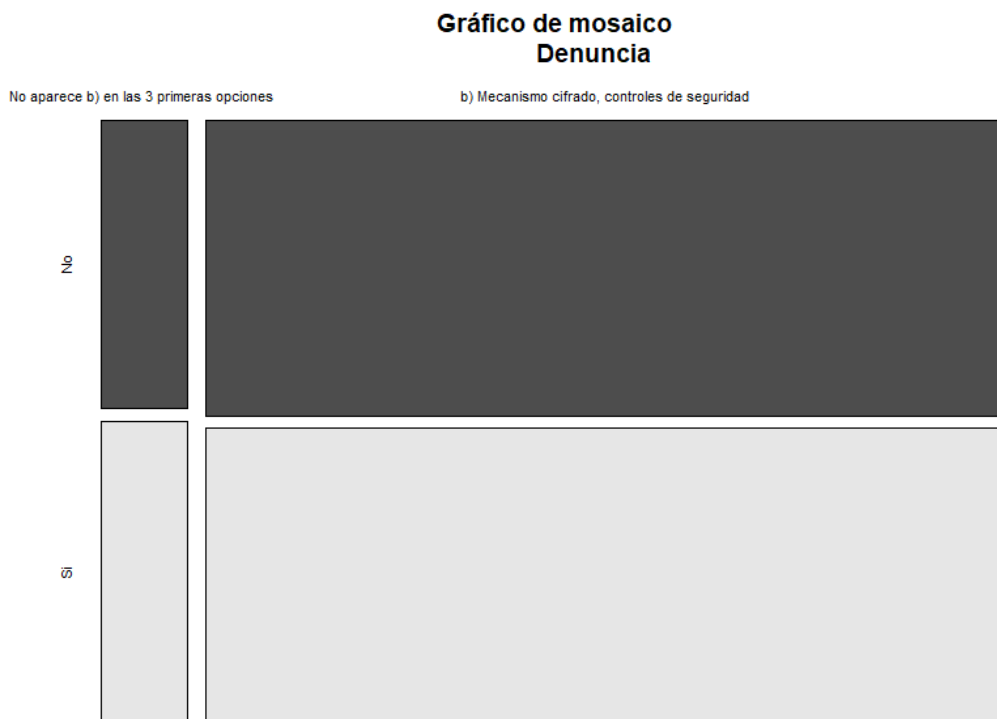 Gráfico de mosaico
Denuncia
No aparece b) en las 3 primeras opciones
b) Mecanismo cifrado, controles de seguridad
No
Si